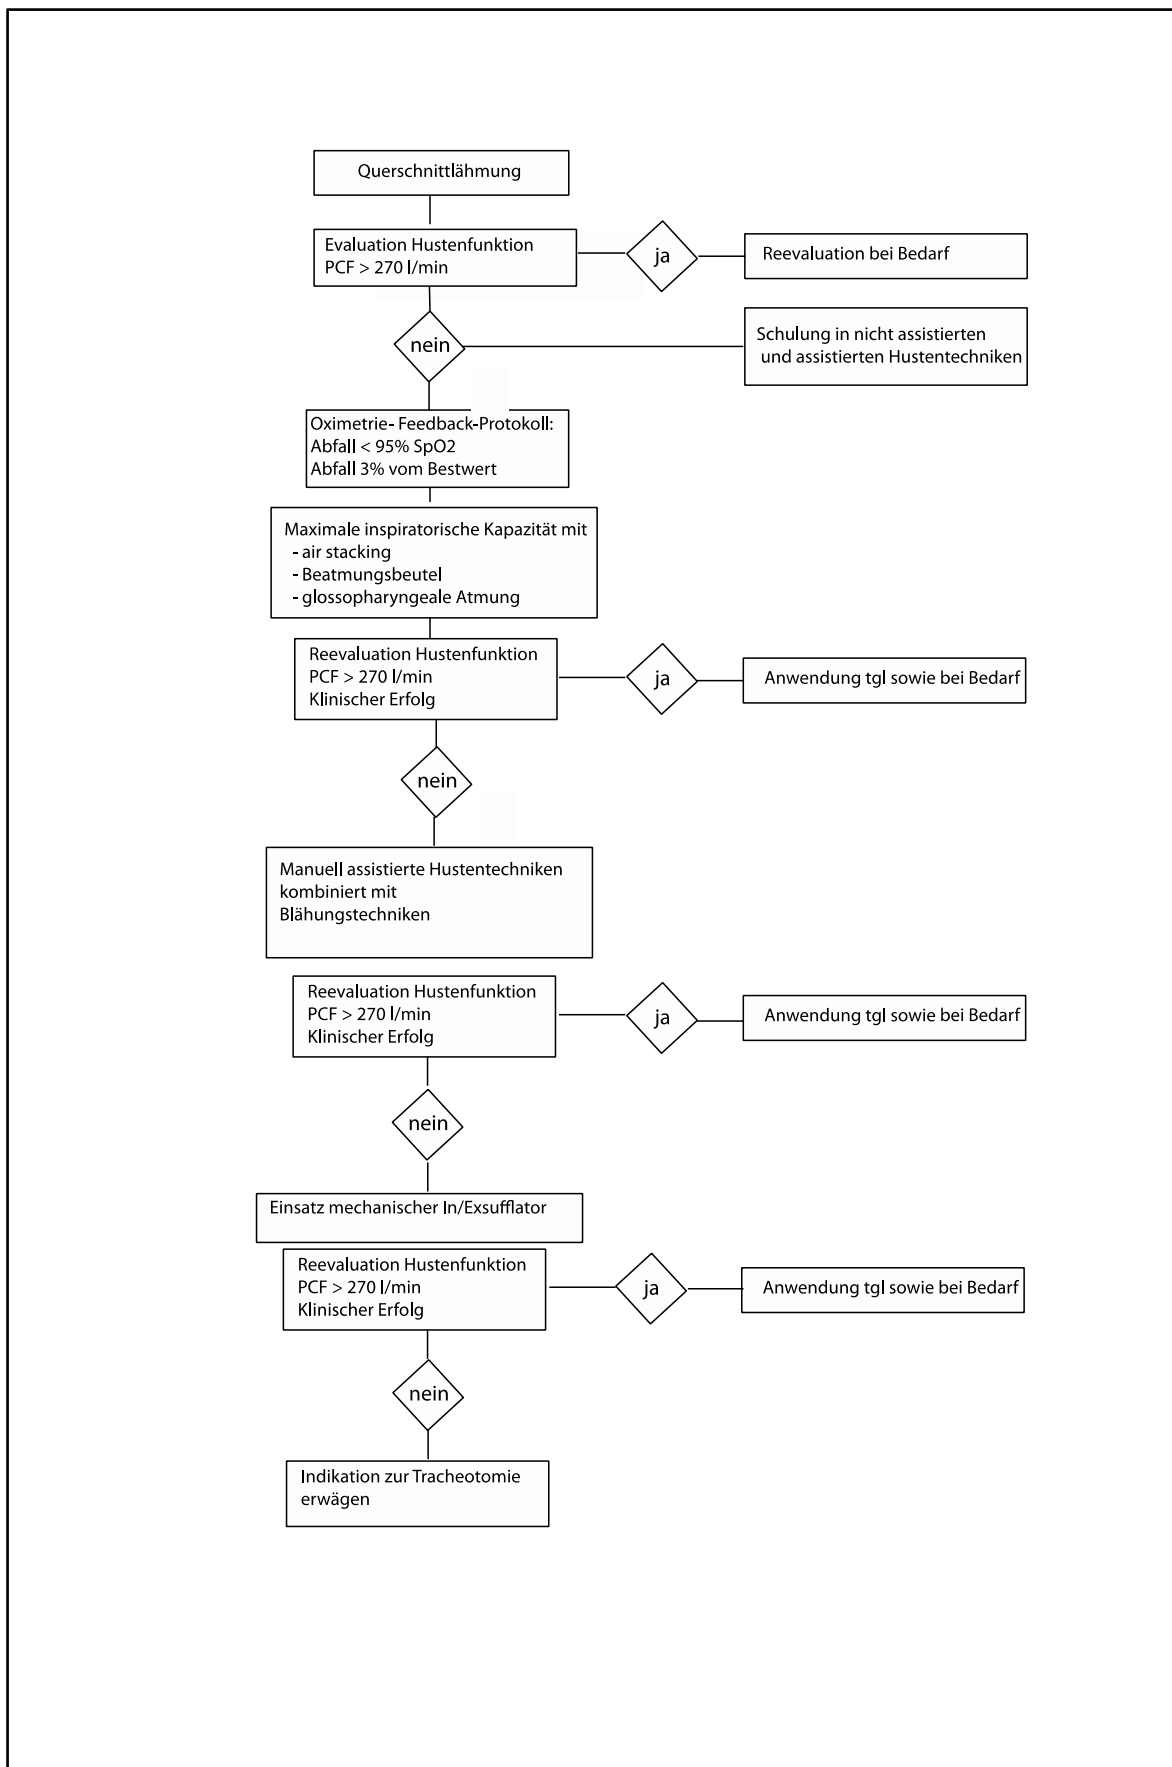 Querschnittlähmung
Evaluation Hustenfunktion
PCF > 270 l/min
ja
Reevaluation bei Bedarf
nein
Schulung in nicht assistierten
und assistierten Hustentechniken
Oximetrie- Feedback-Protokoll:
Abfall < 95% SpO2
Abfall 3% vom Bestwert
Maximale inspiratorische Kapazität mit
- air stacking
- Beatmungsbeutel
- glossopharyngeale Atmung
Reevaluation Hustenfunktion
PCF > 270 l/min
Klinischer Erfolg
ja
Anwendung tgl sowie bei Bedarf
nein
Manuell assistierte Hustentechniken
kombiniert mit
Blähungstechniken
Reevaluation Hustenfunktion
PCF > 270 l/min
Klinischer Erfolg
ja
Anwendung tgl sowie bei Bedarf
nein
Einsatz mechanischer In/Exsufflator
Reevaluation Hustenfunktion
PCF > 270 l/min
Klinischer Erfolg
ja
Anwendung tgl sowie bei Bedarf
nein
Indikation zur Tracheotomie
erwägen